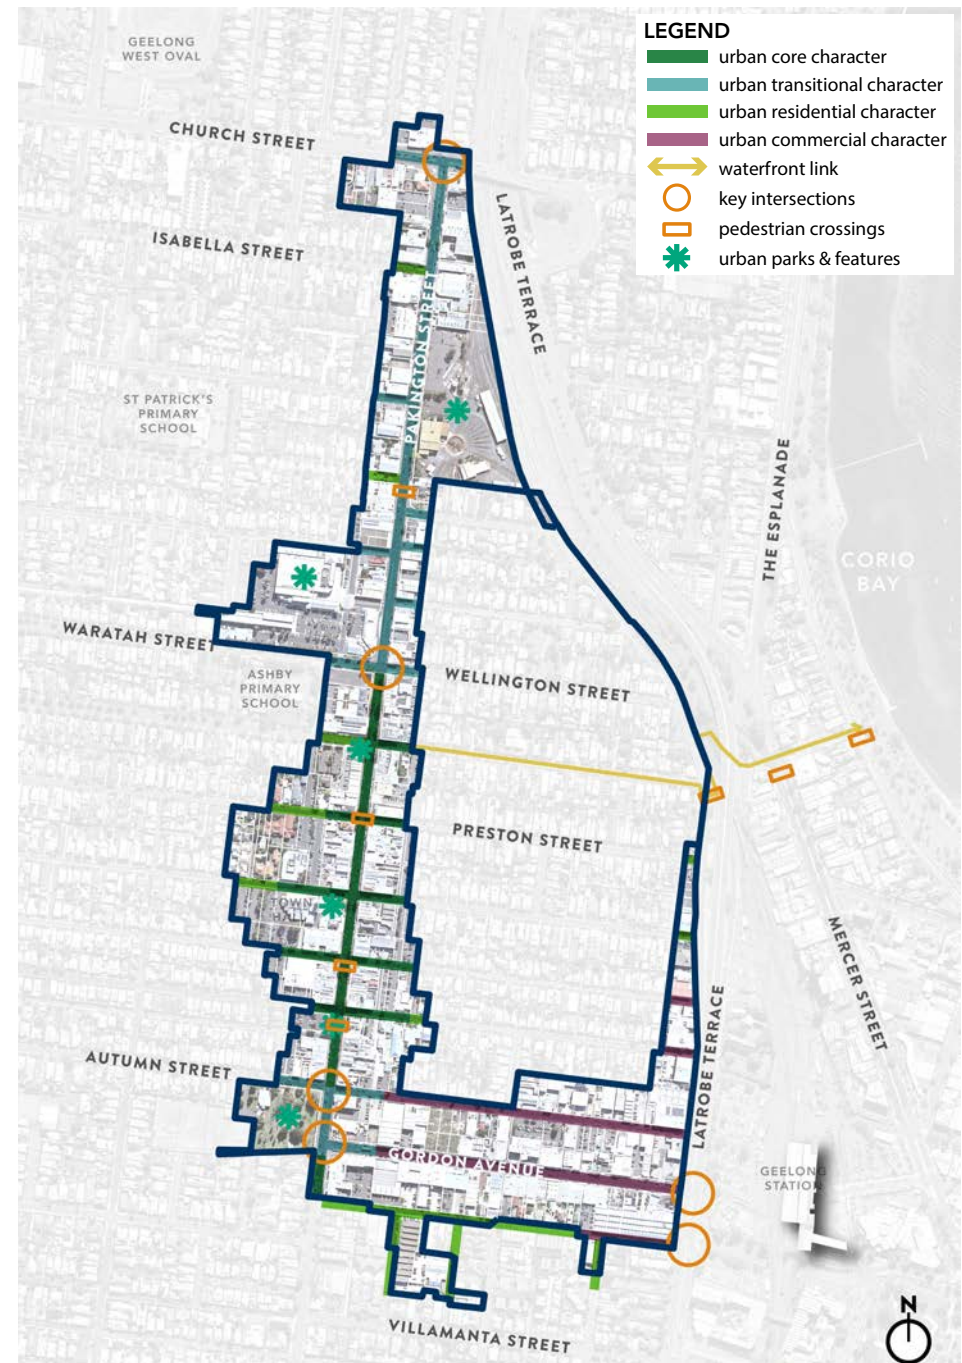 LEGEND
urban core character
urban transitional character
urban residential character
urban commercial character
waterfront link
key intersections
pedestrian crossings
urban parks & features
GEELONG
WEST OVAL
CHURCH STREET
ISABELLA STREET
LATROBE TERRACE
PAKINGTON STREET
ST PATRICK'S
PRIMARY
SCHOOL
THE ESPLANADE
CORIO
BAY
WARATAH STREET
ASHBY
PRIMARY
SCHOOL
WELLINGTON STREET
PRESTON STREET
TOWN
HALL
MERCER STREET
LATROBE TERRACE
AUTUMN STREET
GORDON AVENUE
GEELONG
STATION
VILLAMANTA STREET
N